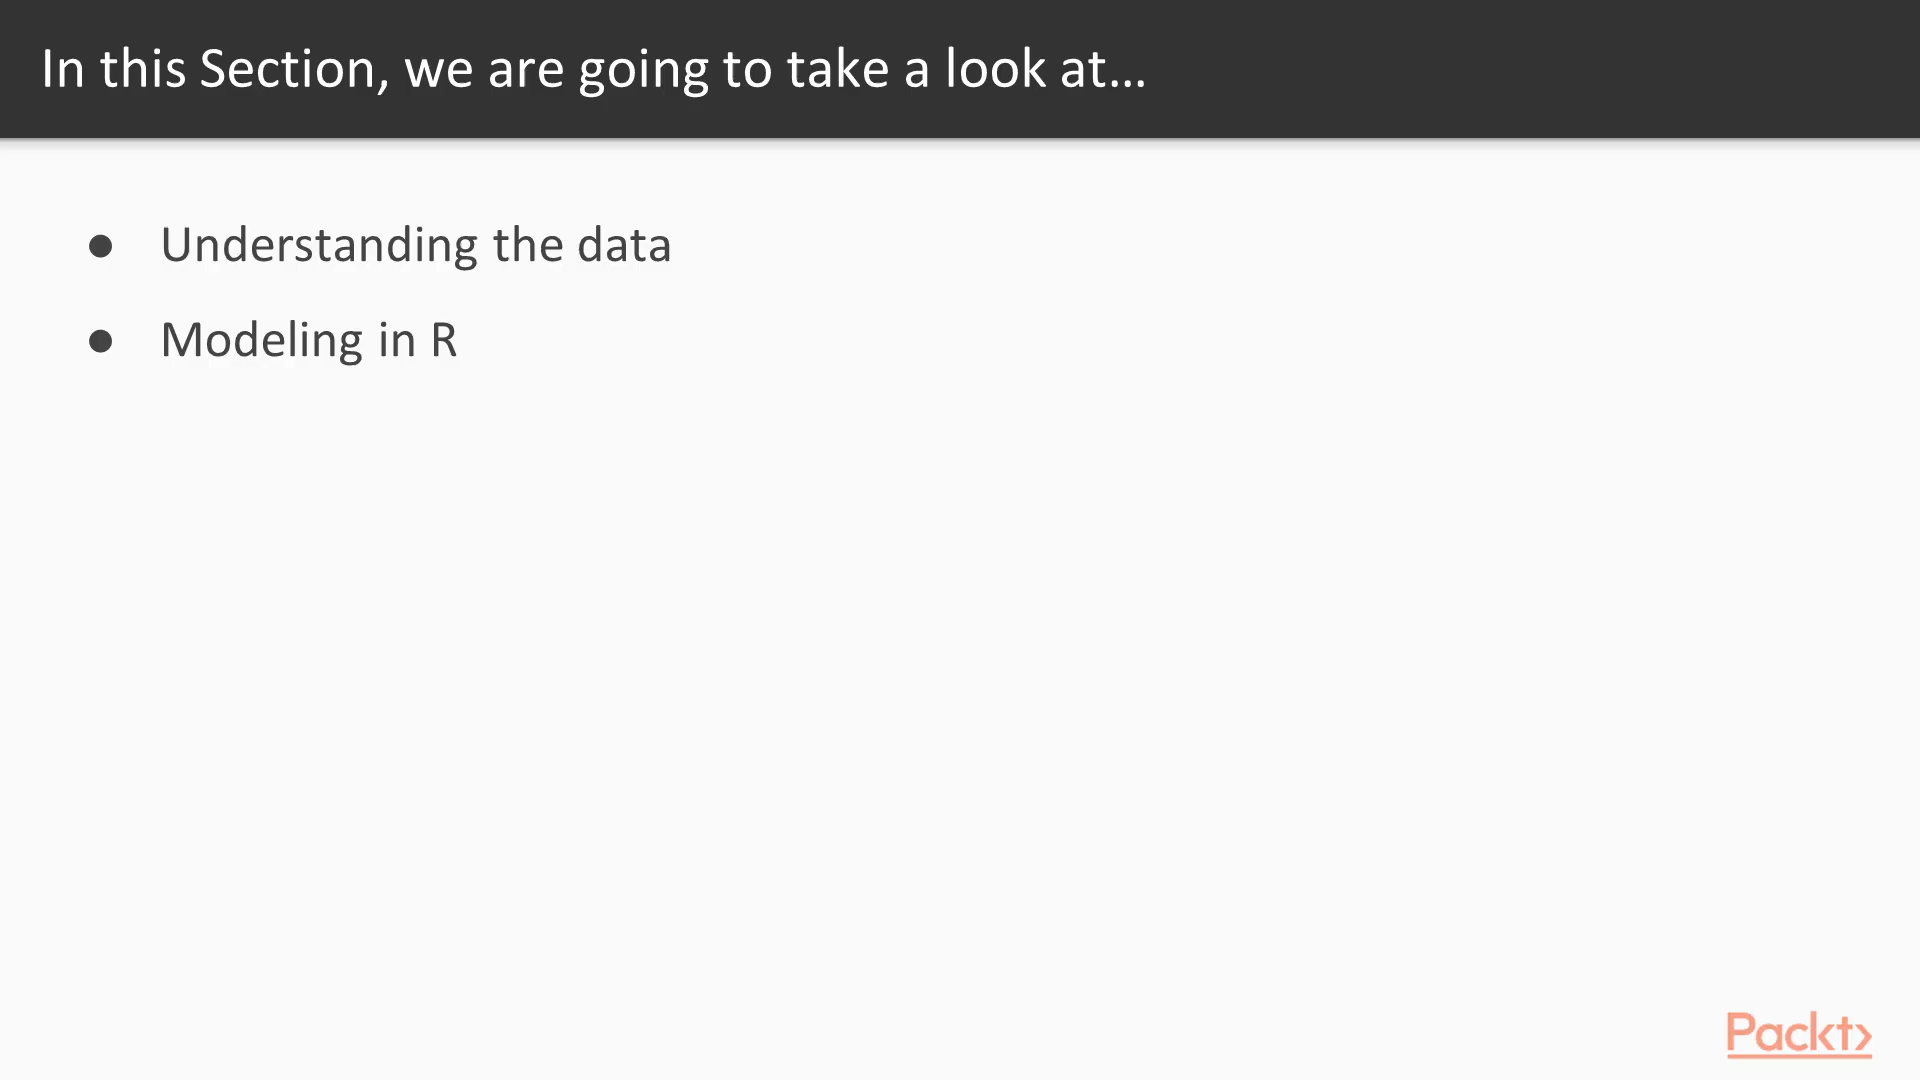 In this Section, we are going to take a look at...
● Understanding the data
● Modeling in R
Packt>